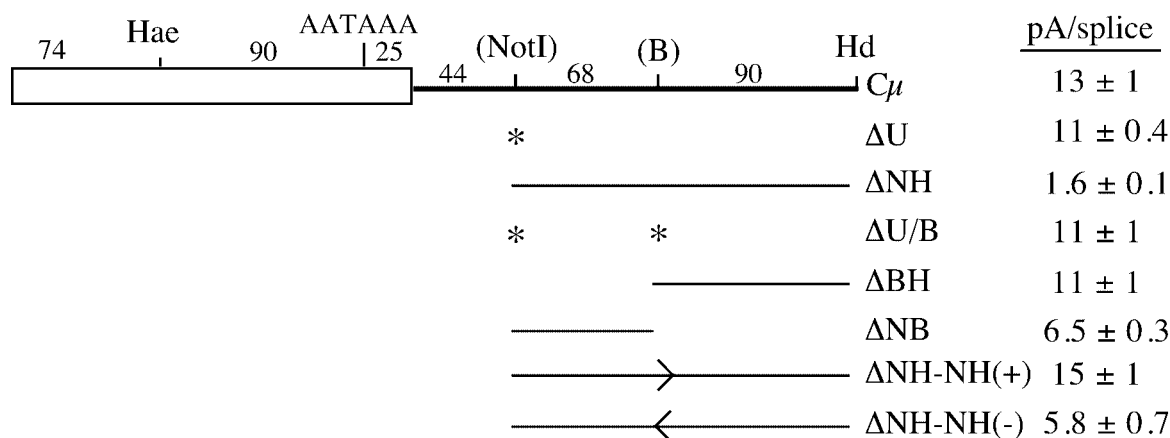 AATAAA pA/splice
Hae (NotI) (B) Hd
74 90 25 44 68 90
Cμ 13 ± 1
* ΔU 11 ± 0.4
ΔNH 1.6 ± 0.1
* * ΔU/B 11 ± 1
ΔBH 11 ± 1
ΔNB 6.5 ± 0.3
ΔNH-NH(+) 15 ± 1
ΔNH-NH(-) 5.8 ± 0.7